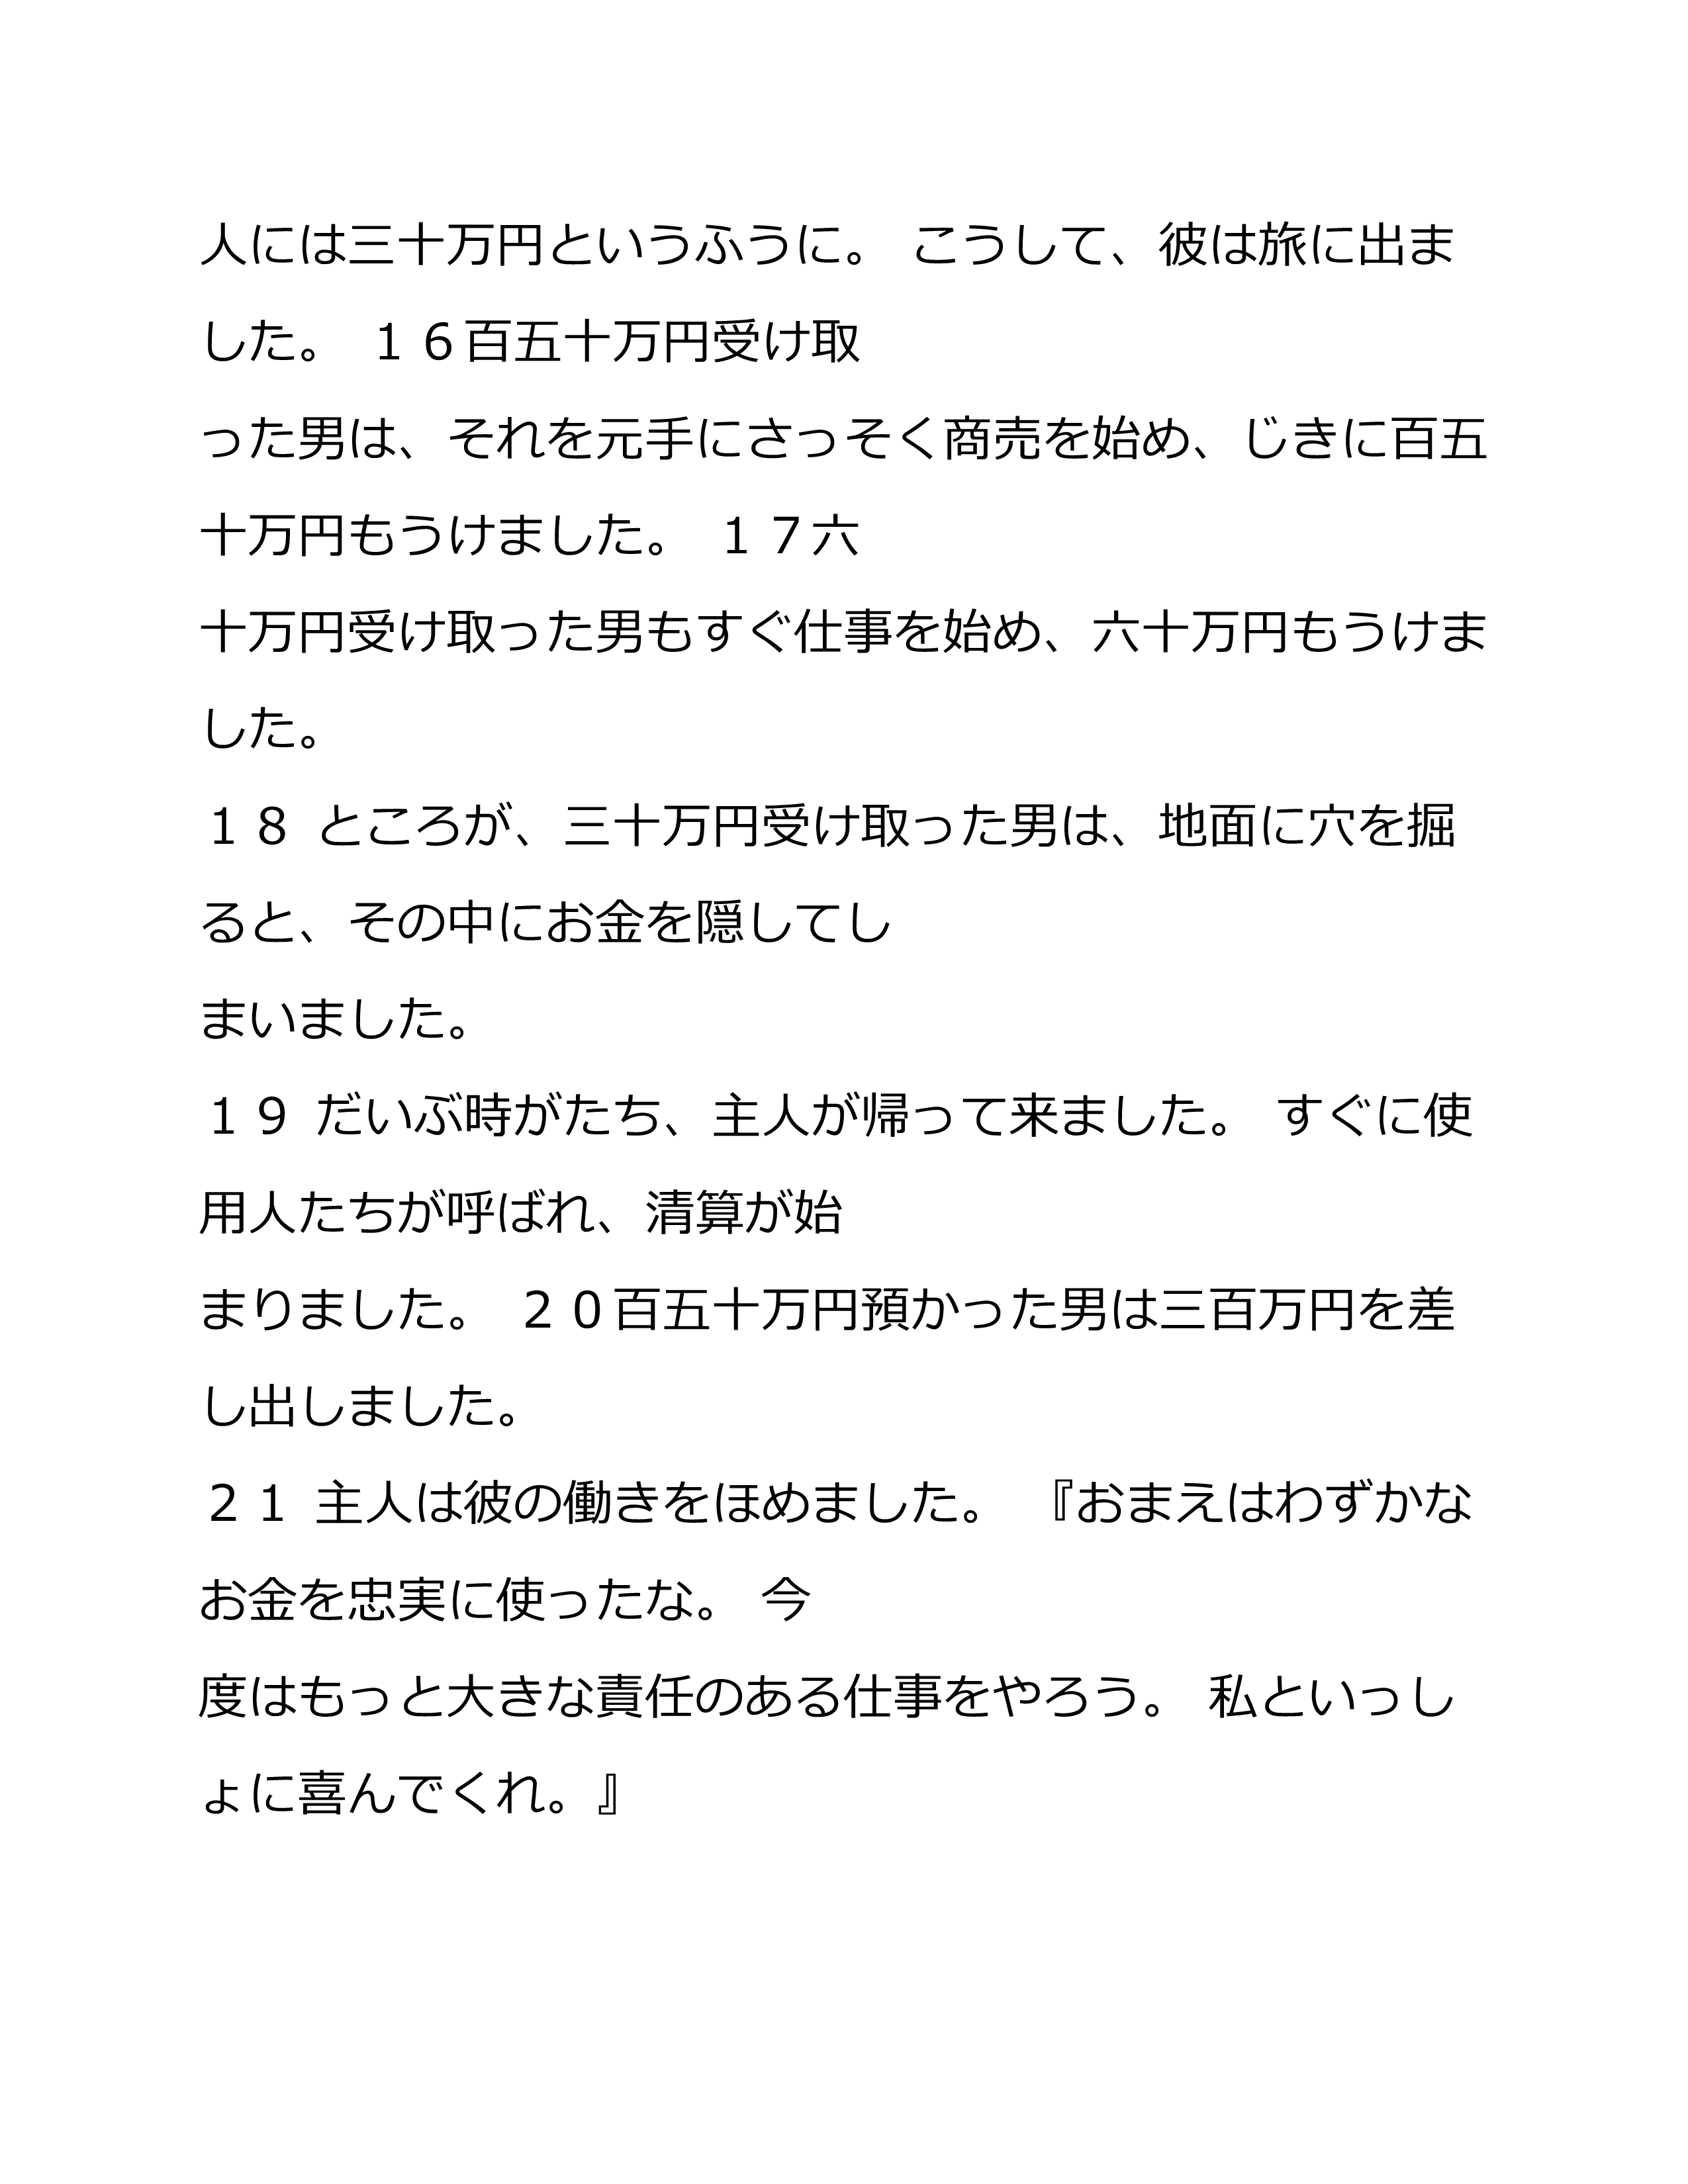 人には三十万円というふうに。 こうして、彼は旅に出ま
した。 １６百五十万円受け取
った男は、それを元手にさっそく商売を始め、じきに百五
十万円もうけました。 １７六
十万円受け取った男もすぐ仕事を始め、六十万円もうけま
した。
１８ ところが、三十万円受け取った男は、地面に穴を掘
ると、その中にお金を隠してし
まいました。
１９ だいぶ時がたち、主人が帰って来ました。 すぐに使
用人たちが呼ばれ、清算が始
まりました。 ２０百五十万円預かった男は三百万円を差
し出しました。
２１ 主人は彼の働きをほめました。 『おまえはわずかな
お金を忠実に使ったな。 今
度はもっと大きな責任のある仕事をやろう。 私といっし
ょに喜んでくれ。』